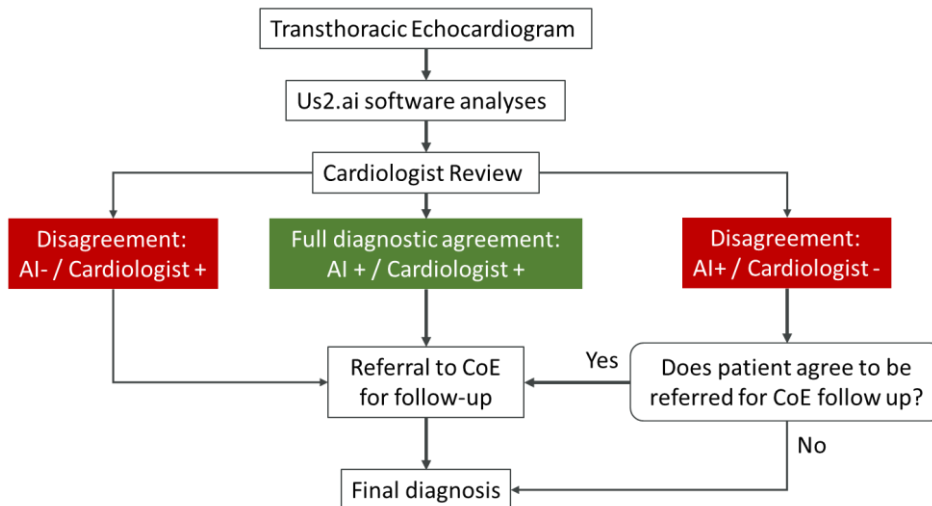 Transthoracic Echocardiogram
Us2.ai software analyses
Cardiologist Review
Disagreement:
AI- / Cardiologist +
Full diagnostic agreement:
AI + / Cardiologist +
Disagreement:
AI+ / Cardiologist -
Referral to CoE
for follow-up
Yes
Does patient agree to be
referred for CoE follow up?
No
Final diagnosis